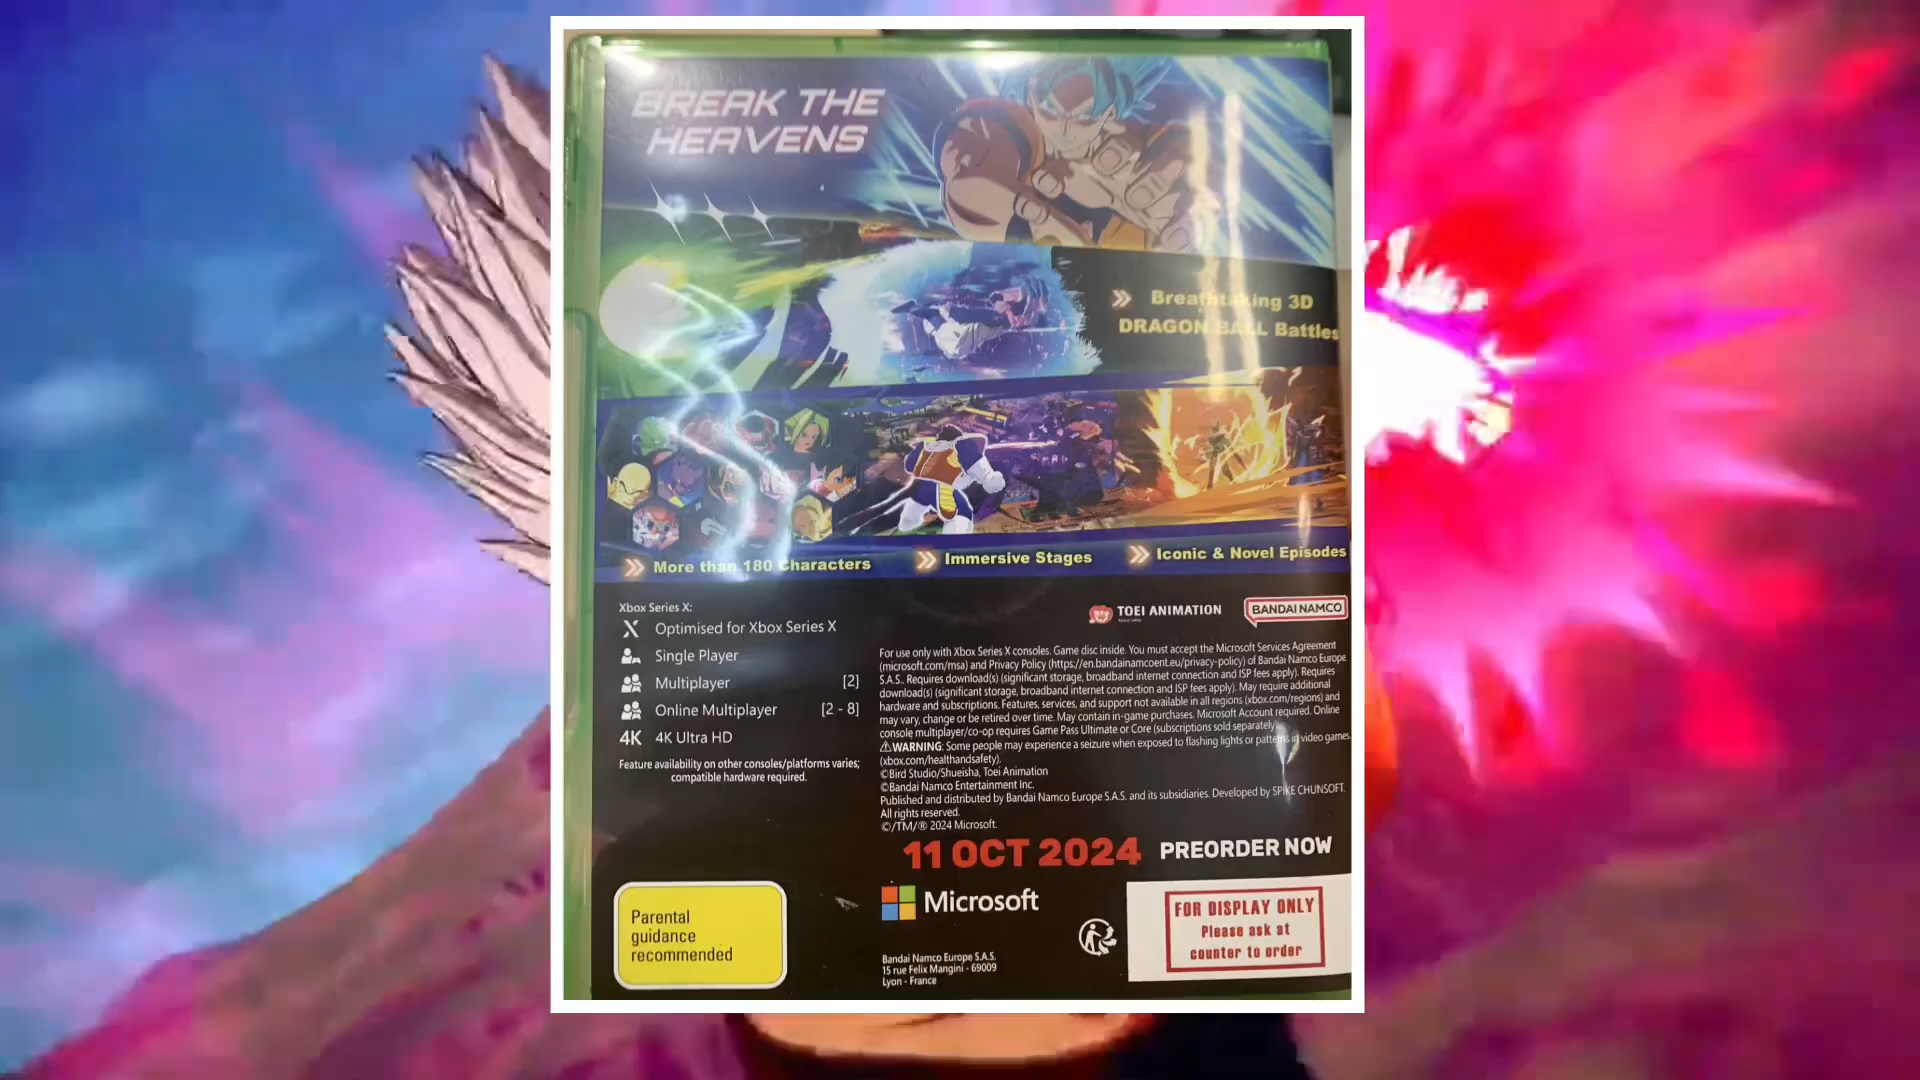 BREAK THE
HEAVENS
Breathtaking 3D
DRAGON BALL Battles
More than 180 Characters
Immersive Stages
Iconic & Novel Episodes
Xbox Series X:
Optimised for Xbox Series X
Single Player
Multiplayer [2]
Online Multiplayer [2 - 8]
4K 4K Ultra HD
Feature availability on other consoles/platforms varies;
compatible hardware required.
TOEI ANIMATION
BANDAI NAMCO
For use only with Xbox Series X consoles. Game disc inside. You must accept the Microsoft Services Agreement
(microsoft.com/msa) and Privacy Policy (https://en.bandainamcoent.eu/privacy-policy) of Bandai Namco Europe
S.A.S.. Requires download(s) (significant storage, broadband internet connection and ISP fees apply). Requires
download(s) (significant storage, broadband internet connection and ISP fees apply). May require additional
hardware and subscriptions. Features, services, and support not available in all regions (xbox.com/regions) and
may vary, change or be retired over time. May contain in-game purchases. Microsoft Account required. Online
console multiplayer/co-op requires Game Pass Ultimate or Core (subscriptions sold separately).
WARNING: Some people may experience a seizure when exposed to flashing lights or patterns in video games
(xbox.com/healthandsafety).
©Bird Studio/Shueisha, Toei Animation
©Bandai Namco Entertainment Inc.
Published and distributed by Bandai Namco Europe S.A.S. and its subsidiaries. Developed by SPIKE CHUNSOFT.
All rights reserved.
©/TM/® 2024 Microsoft.
11 OCT 2024 PREORDER NOW
Parental
guidance
recommended
Microsoft
Bandai Namco Europe S.A.S.
15 rue Felix Mangini - 69009
Lyon - France
FOR DISPLAY ONLY
Please ask at
counter to order